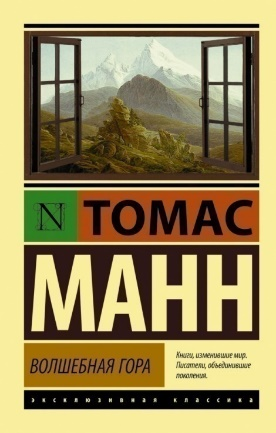 N ТОМАС
МАНН
ВОЛШЕБНАЯ ГОРА
Книги, изменившие мир.
Писатели, объединившие
поколения.
эксклюзивная классика